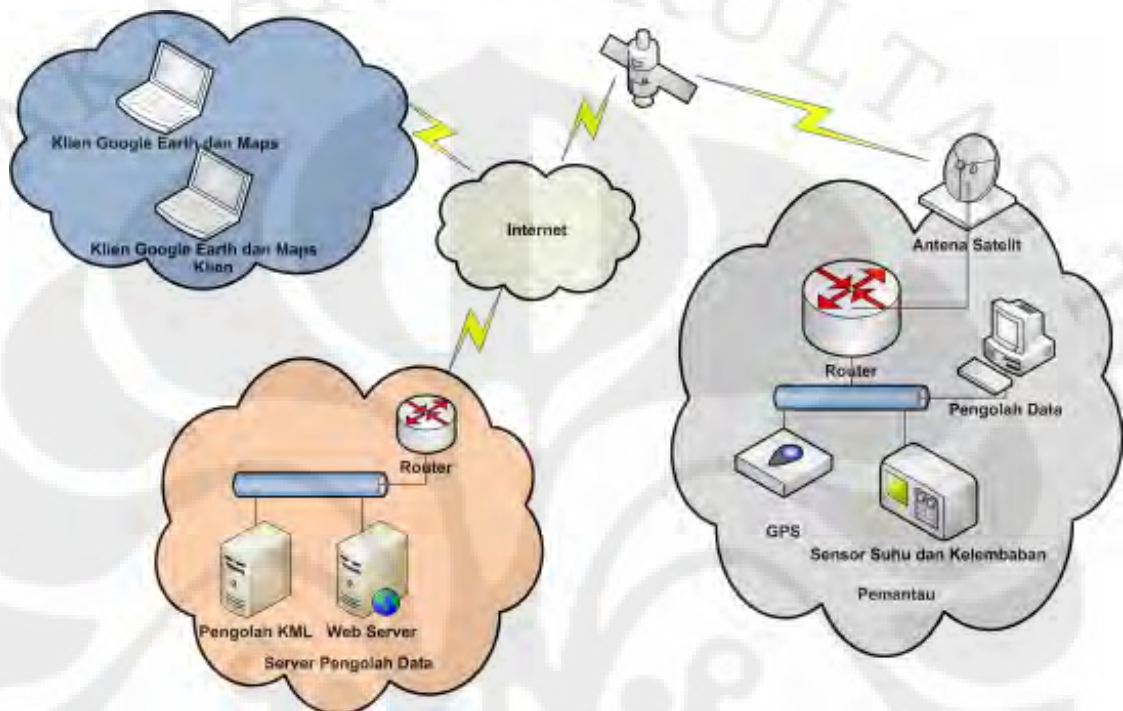 Klien Google Earth dan Maps
Klien Google Earth dan Maps
Klien
Internet
Antena Satelit
Router
Pengolah Data
GPS
Sensor Suhu dan Kelembaban
Pemantau
Router
Pengolah KML
Web Server
Server Pengolah Data